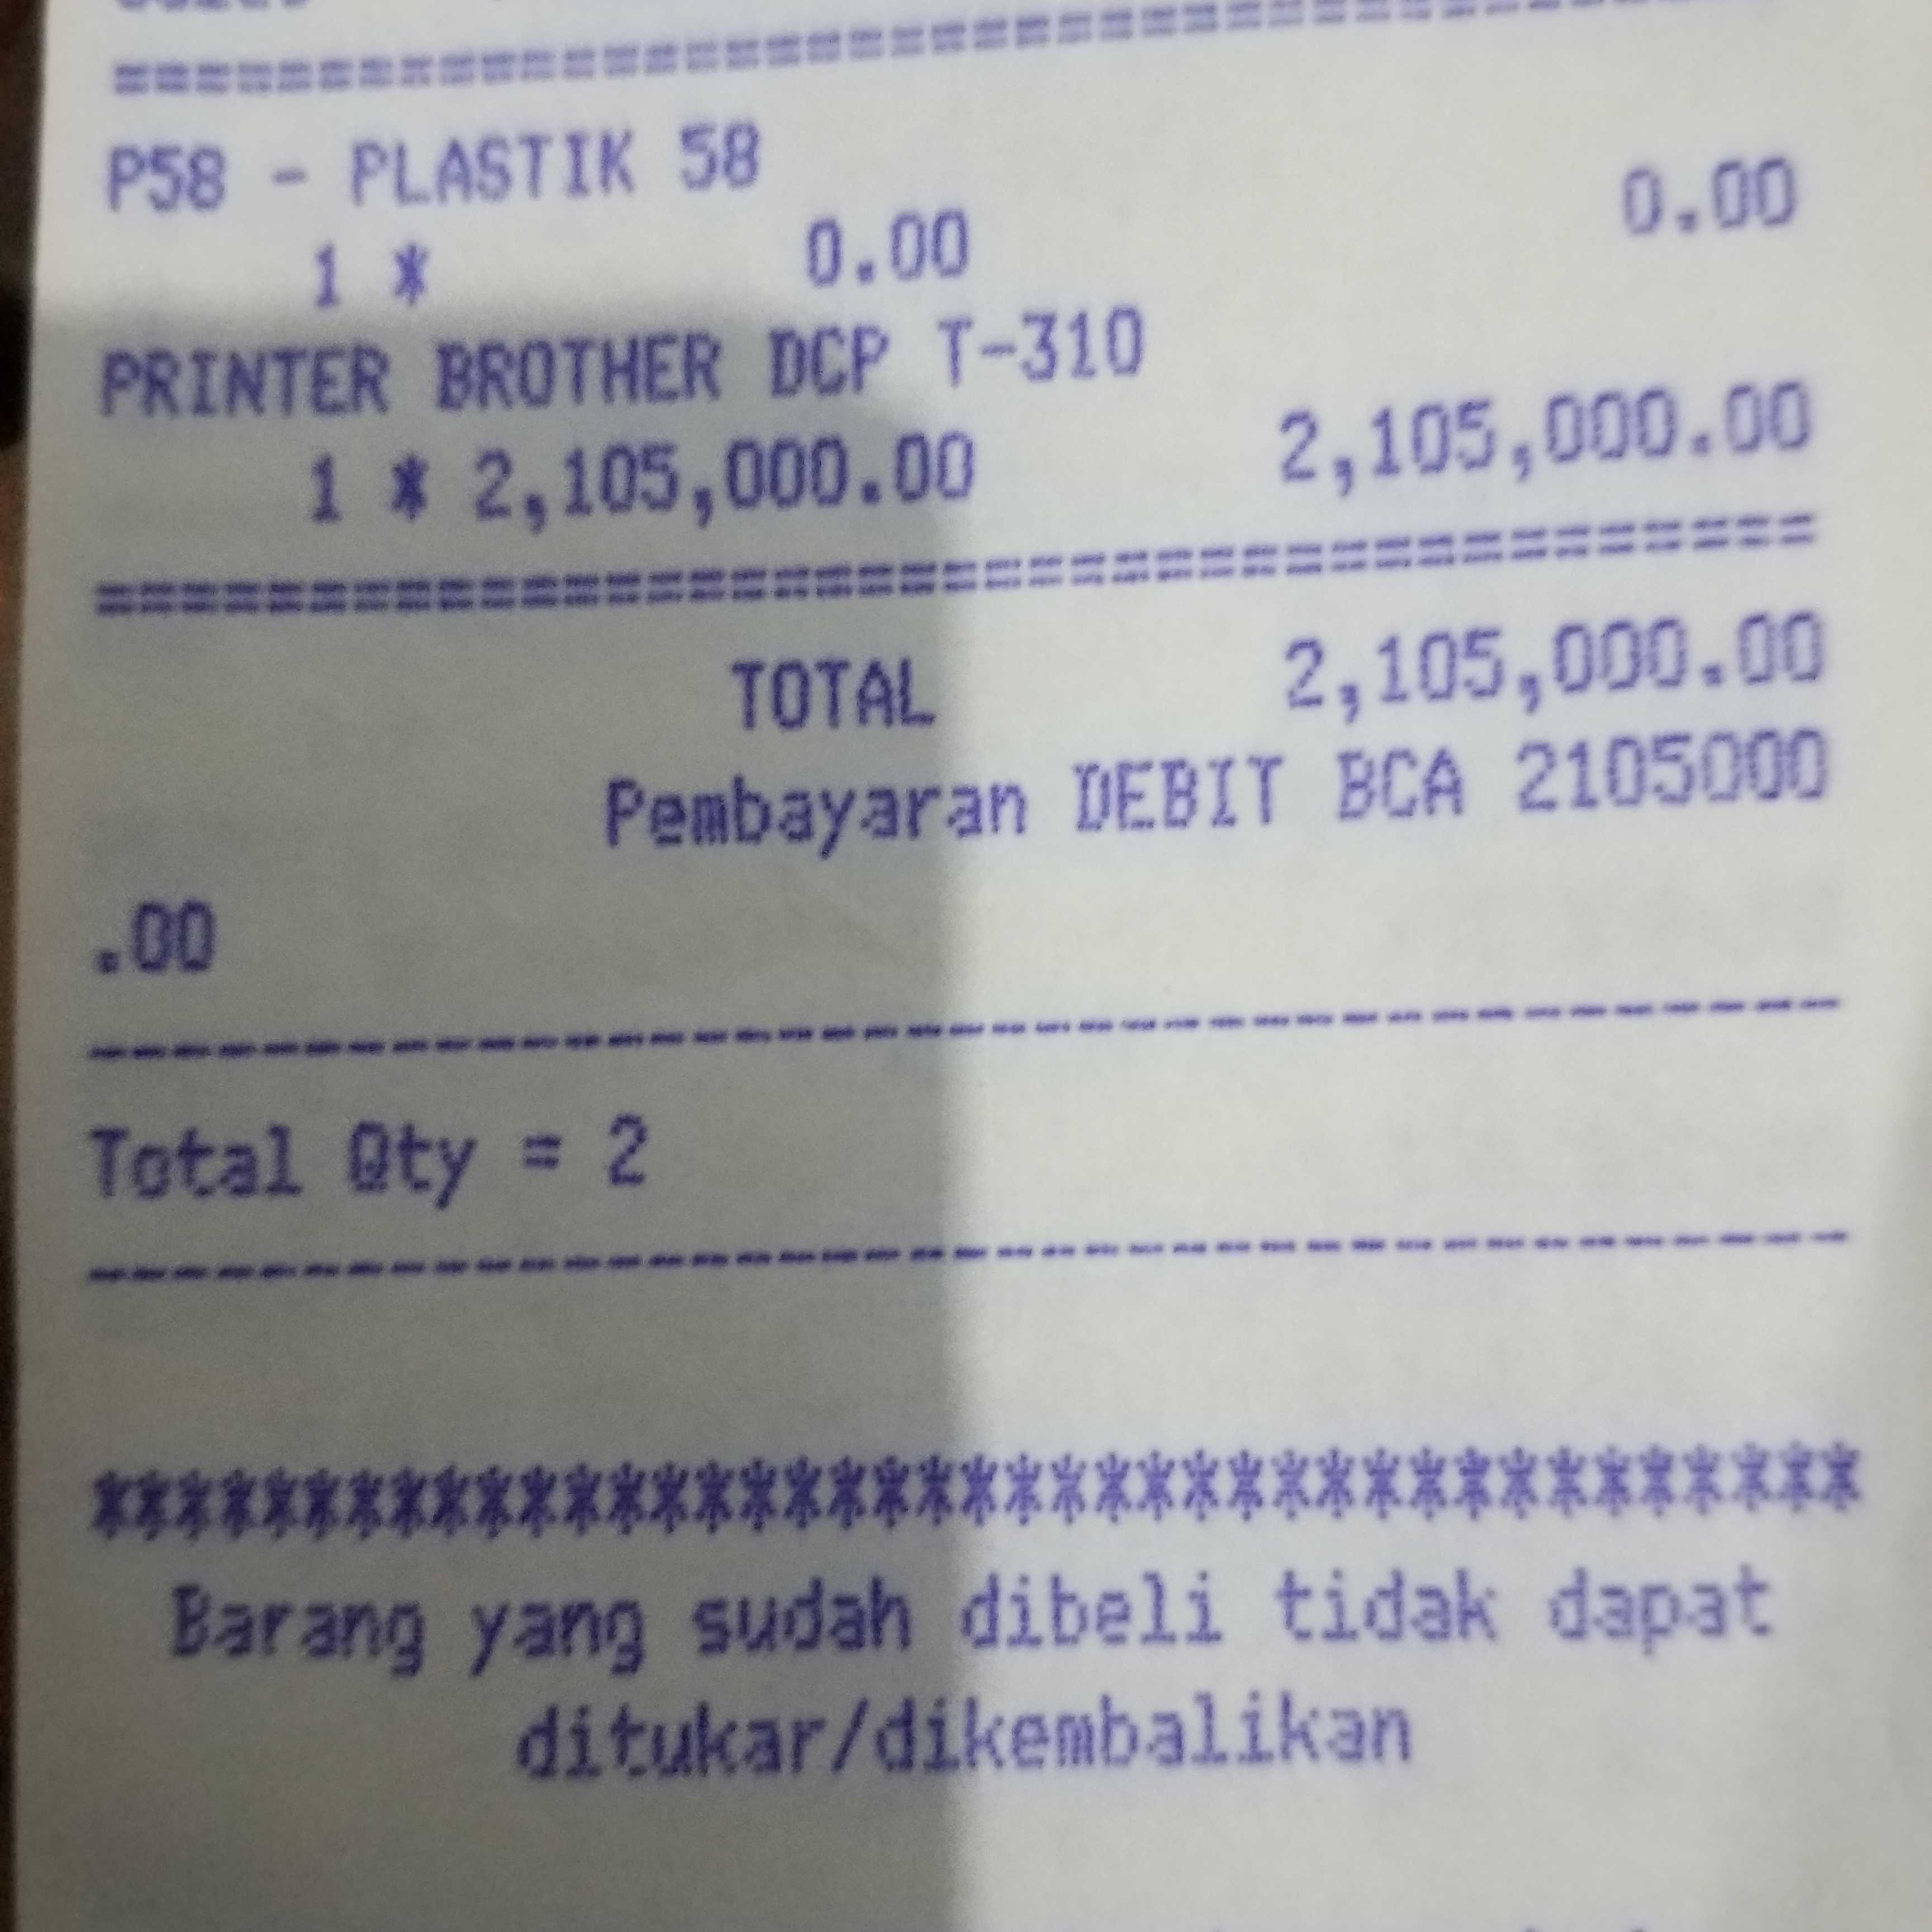 ====================================
P58 - PLASTIK 58
1 * 0.00 0.00
PRINTER BROTHER DCP T-310
1 * 2,105,000.00 2,105,000.00
=========================================
TOTAL 2,105,000.00
Pembayaran DEBIT BCA 2105000
.00
-----------------------------------------
Total Qty = 2
-----------------------------------------
****************************************
Barang yang sudah dibeli tidak dapat
ditukar/dikembalikan